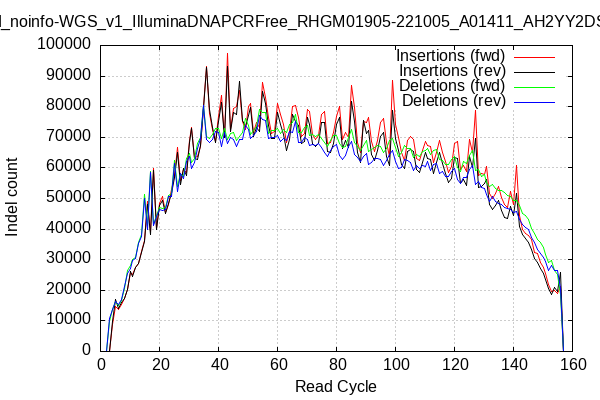 _noinfo-WGS_v1_IlluminaDNAPCRFree_RHGM01905-221005_A01411_AH2YY2DS
Insertions (fwd)
Insertions (rev)
Deletions (fwd)
Deletions (rev)
Indel count
100000
90000
80000
70000
60000
50000
40000
30000
20000
10000
0
0 20 40 60 80 100 120 140 160
Read Cycle